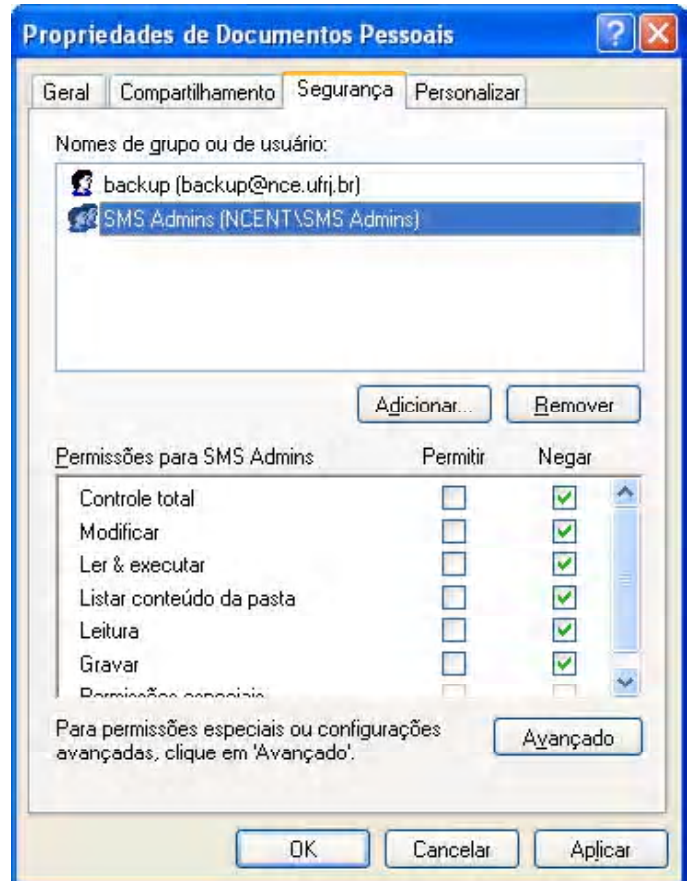 Propriedades de Documentos Pessoais
Geral Compartilhamento Segurança Personalizar
Nomes de grupo ou de usuário:
backup (backup@nce.ufrj.br)
SMS Admins (NCENT\SMS Admins)
Adicionar... Remover
Permissões para SMS Admins Permitir Negar
Controle total
Modificar
Ler & executar
Listar conteúdo da pasta
Leitura
Gravar
Permissões especiais
Para permissões especiais ou configurações
avançadas, clique em 'Avançado'.
Avançado
OK Cancelar Aplicar